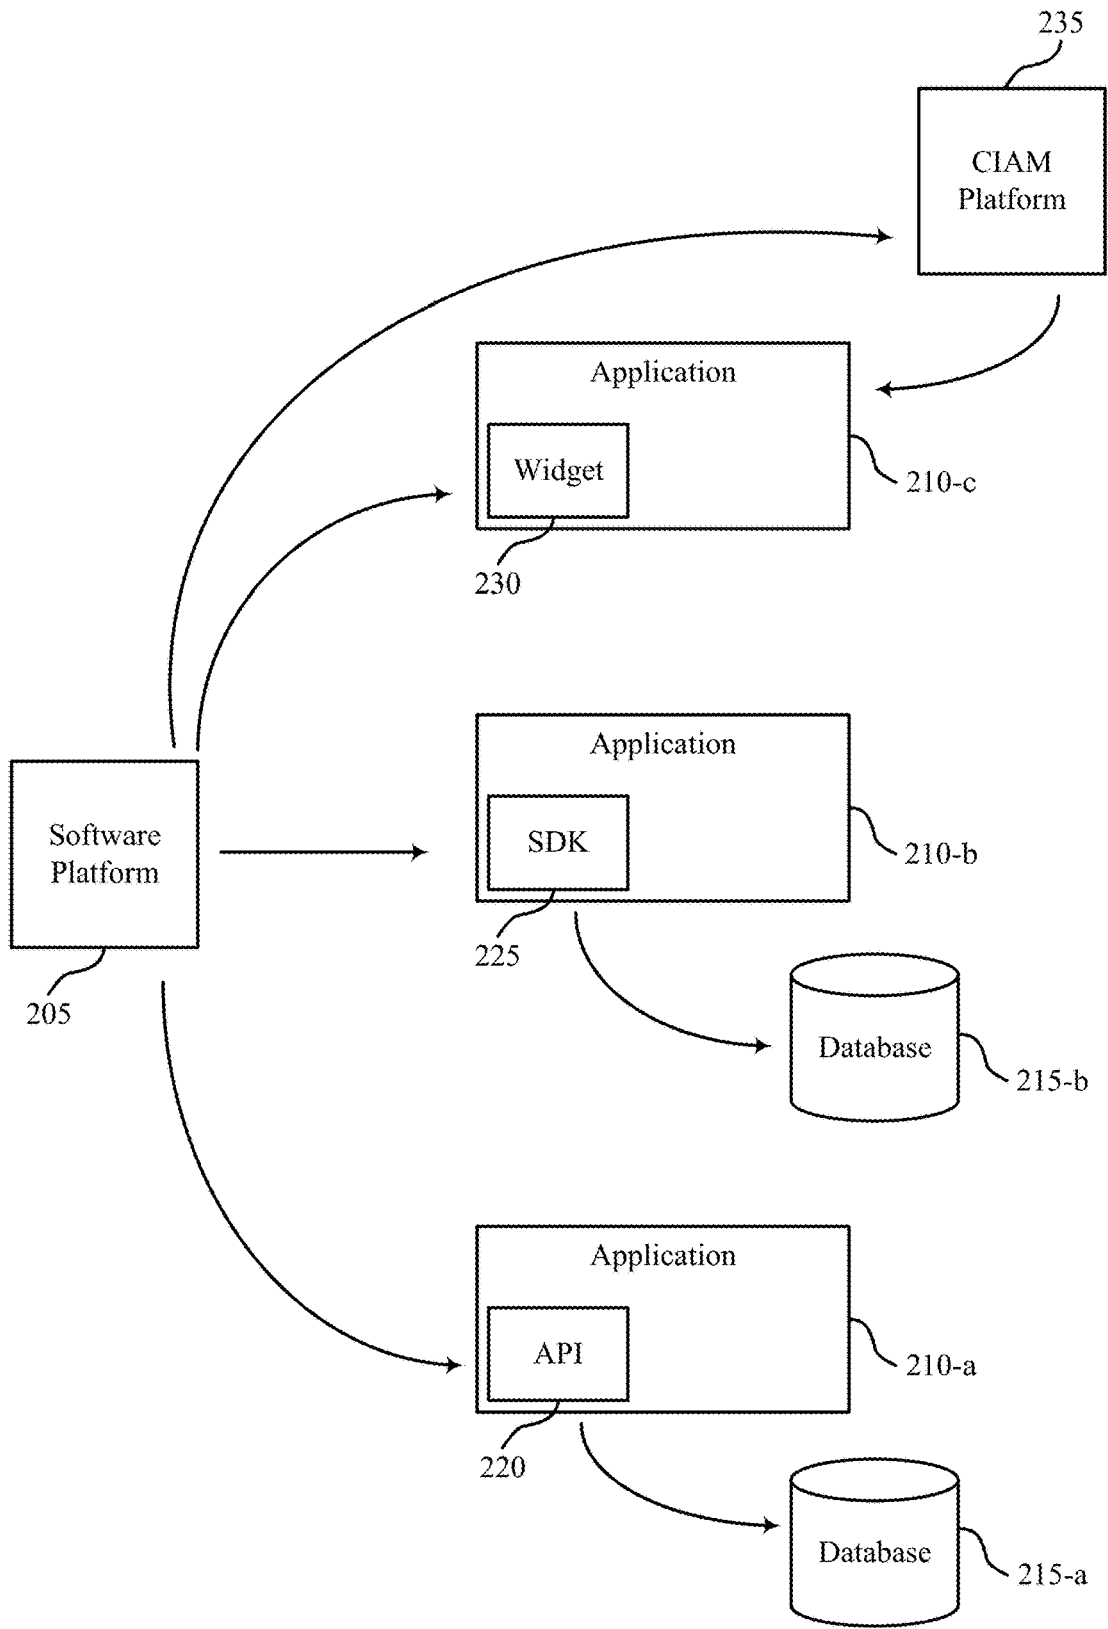 235
CIAM
Platform
Application
Widget
210-c
230
Application
Software
Platform
SDK
210-b
225
205
Database
215-b
Application
API
210-a
220
Database
215-a